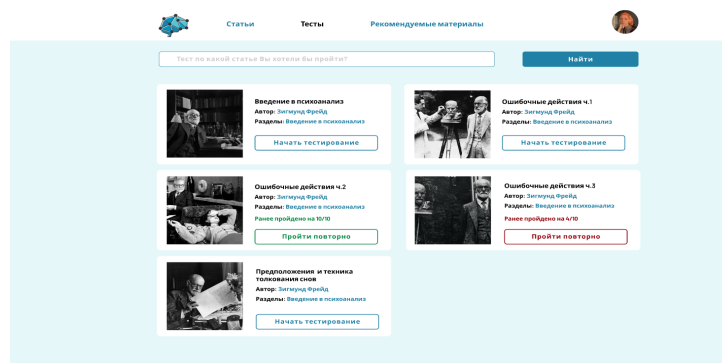 Статьи
Тесты
Рекомендуемые материалы
Тест по какой статье Вы хотели бы пройти?
Найти
Введение в психоанализ
Автор: Зигмунд Фрейд
Разделы: Введение в психоанализ
Начать тестирование
Ошибочные действия ч.1
Автор: Зигмунд Фрейд
Разделы: Введение в психоанализ
Начать тестирование
Ошибочные действия ч.2
Автор: Зигмунд Фрейд
Разделы: Введение в психоанализ
Ранее пройдено на 10/10
Пройти повторно
Ошибочные действия ч.3
Автор: Зигмунд Фрейд
Разделы: Введение в психоанализ
Ранее пройдено на 4/10
Пройти повторно
Предположения и техника
толкования снов
Автор: Зигмунд Фрейд
Разделы: Введение в психоанализ
Начать тестирование